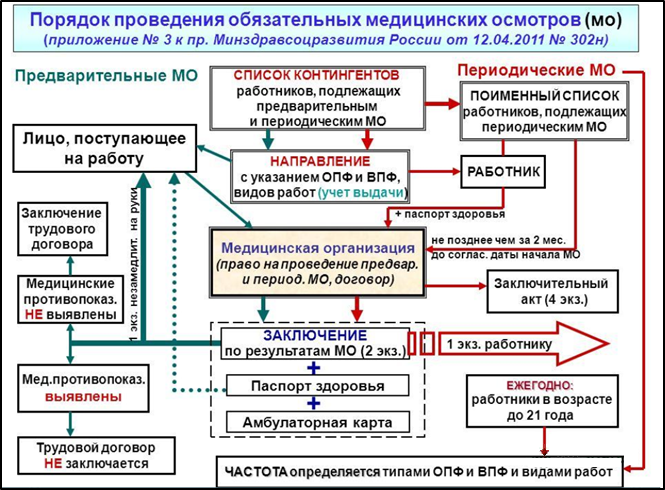 Порядок проведения обязательных медицинских осмотров (мо)
(приложение № 3 к пр. Минздравсоцразвития России от 12.04.2011 № 302н)
Предварительные МО
СПИСОК КОНТИНГЕНТОВ
работников, подлежащих
предварительным
и периодическим МО
Периодические МО
ПОИМЕННЫЙ СПИСОК
работников, подлежащих
периодическим МО
Лицо, поступающее
на работу
НАПРАВЛЕНИЕ
с указанием ОПФ и ВПФ,
видов работ (учет выдачи)
РАБОТНИК
+ паспорт здоровья
Заключение
трудового
договора
1 экз. незамедлит. на руки
Медицинская организация
(право на проведение предвар.
и период. МО, договор)
не позднее чем за 2 мес.
до соглас. даты начала МО
Медицинские
противопоказ.
НЕ выявлены
Заключительный
акт (4 экз.)
ЗАКЛЮЧЕНИЕ
по результатам МО (2 экз.)
1 экз. работнику
+
Паспорт здоровья
+
Амбулаторная карта
Мед.противопоказ.
выявлены
ЕЖЕГОДНО:
работники в возрасте
до 21 года
Трудовой договор
НЕ заключается
ЧАСТОТА определяется типами ОПФ и ВПФ и видами работ